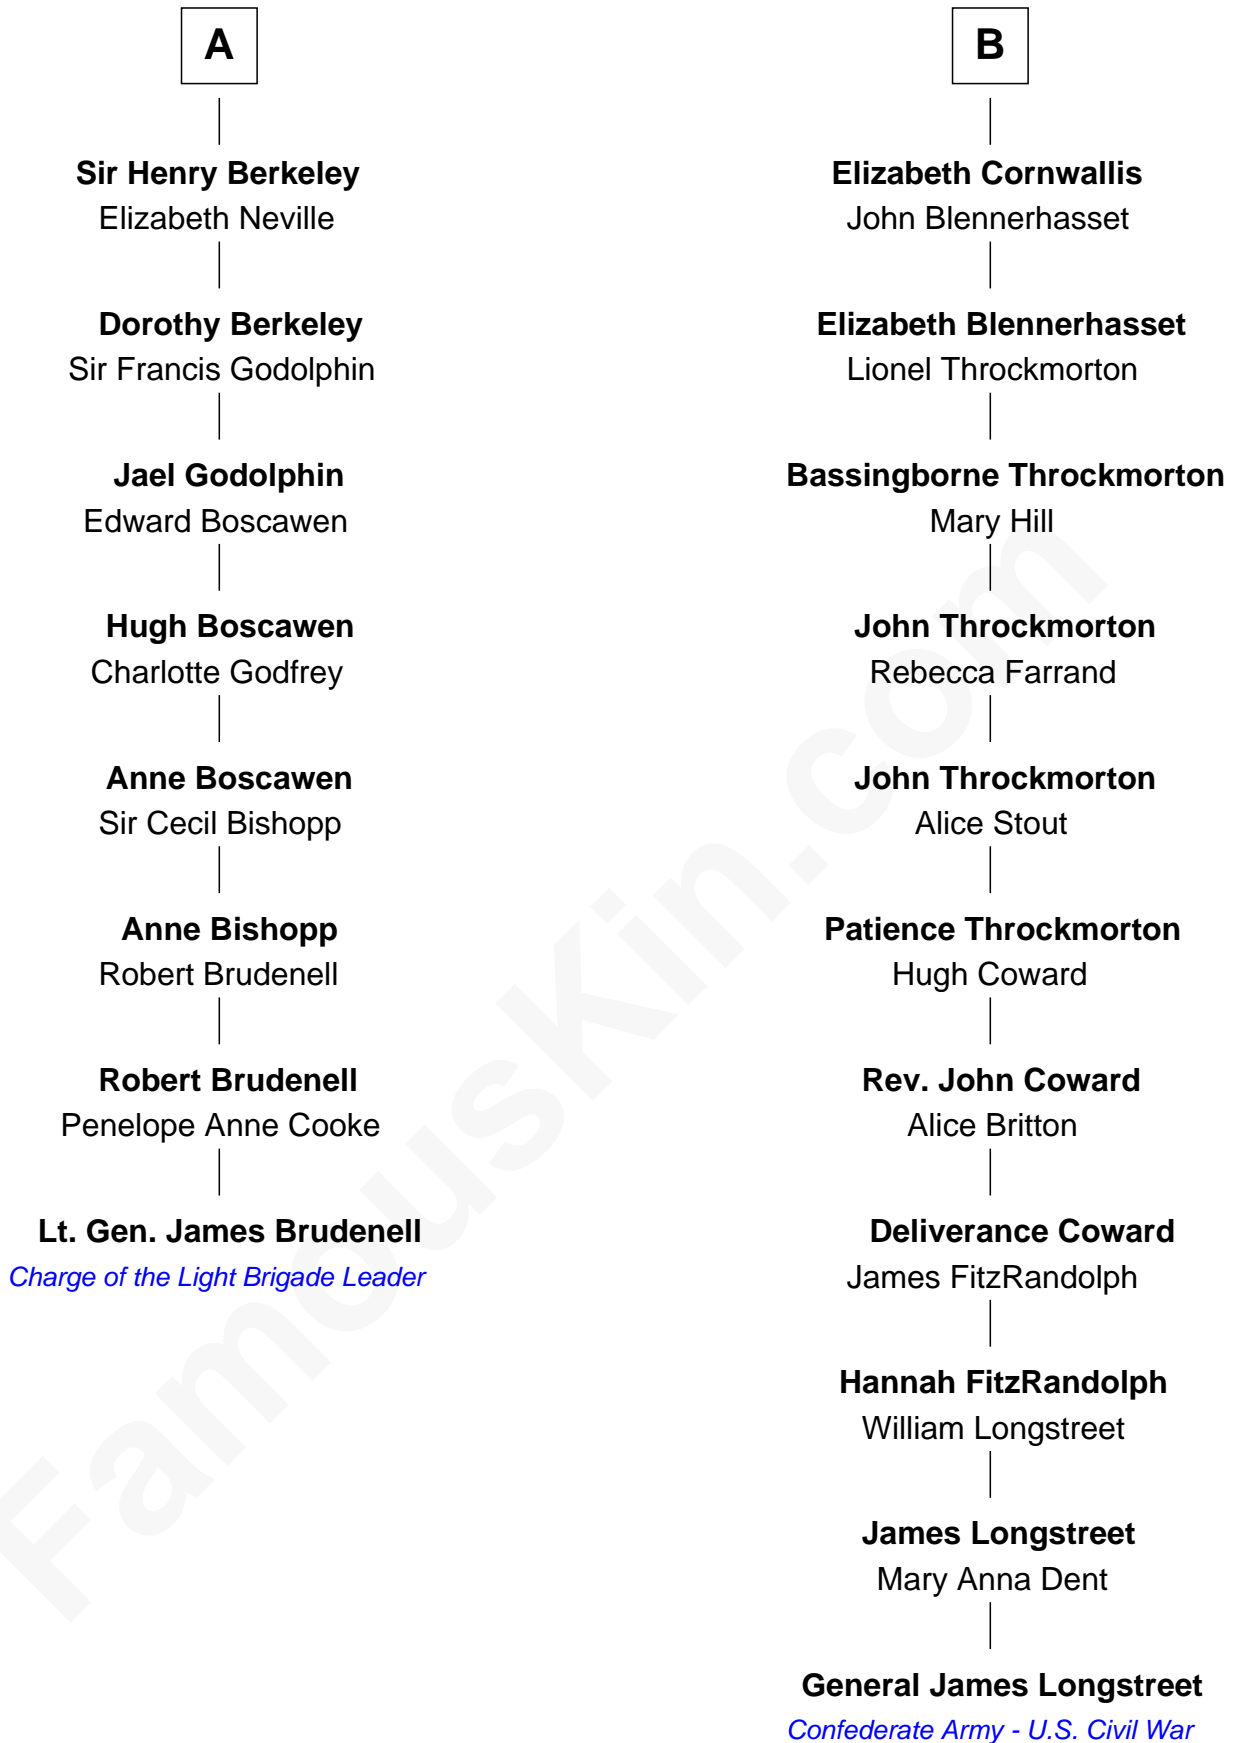 A
Sir Henry Berkeley
Elizabeth Neville
Dorothy Berkeley
Sir Francis Godolphin
Jael Godolphin
Edward Boscawen
Hugh Boscawen
Charlotte Godfrey
Anne Boscawen
Sir Cecil Bishopp
Anne Bishopp
Robert Brudenell
Robert Brudenell
Penelope Anne Cooke
Lt. Gen. James Brudenell
Charge of the Light Brigade Leader
B
Elizabeth Cornwallis
John Blennerhasset
Elizabeth Blennerhasset
Lionel Throckmorton
Bassingborne Throckmorton
Mary Hill
John Throckmorton
Rebecca Farrand
John Throckmorton
Alice Stout
Patience Throckmorton
Hugh Coward
Rev. John Coward
Alice Britton
Deliverance Coward
James FitzRandolph
Hannah FitzRandolph
William Longstreet
James Longstreet
Mary Anna Dent
General James Longstreet
Confederate Army - U.S. Civil War
FamousKin.com